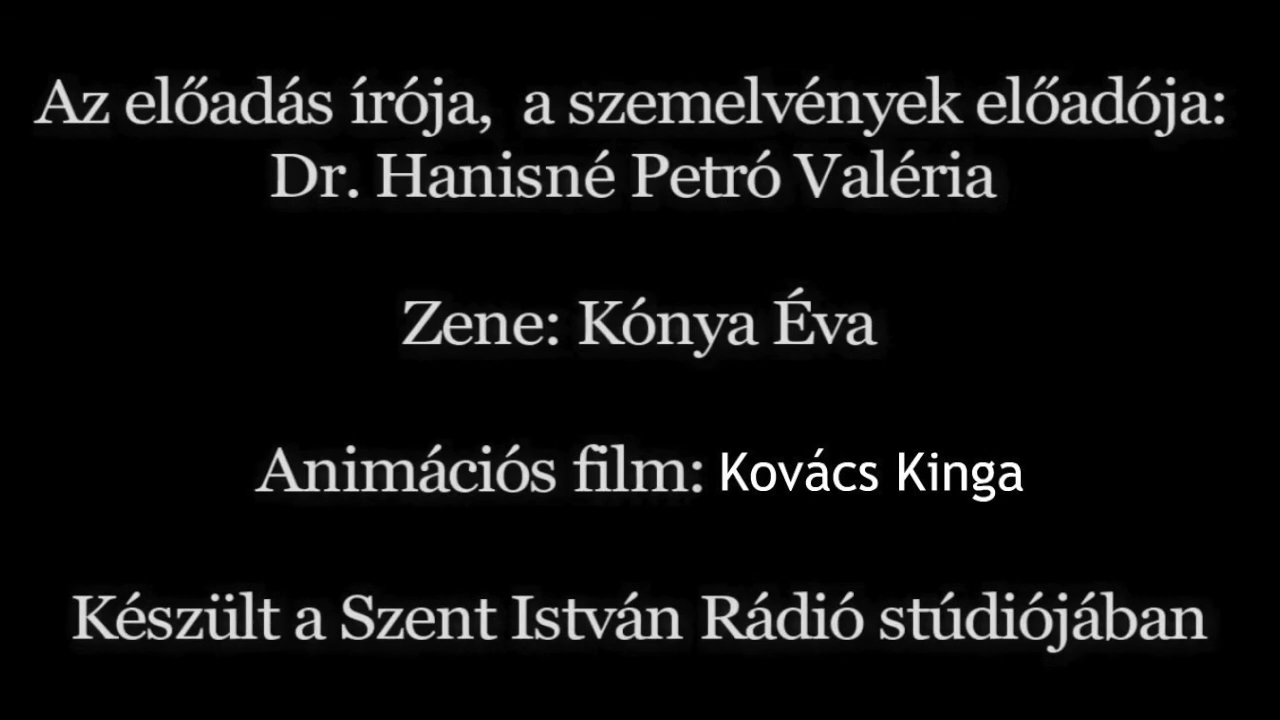 Az előadás írója, a szemelvények előadója:
Dr. Hanisné Petró Valéria
Zene: Kónya Éva
Animációs film: Kovács Kinga
Készült a Szent István Rádió stúdiójában